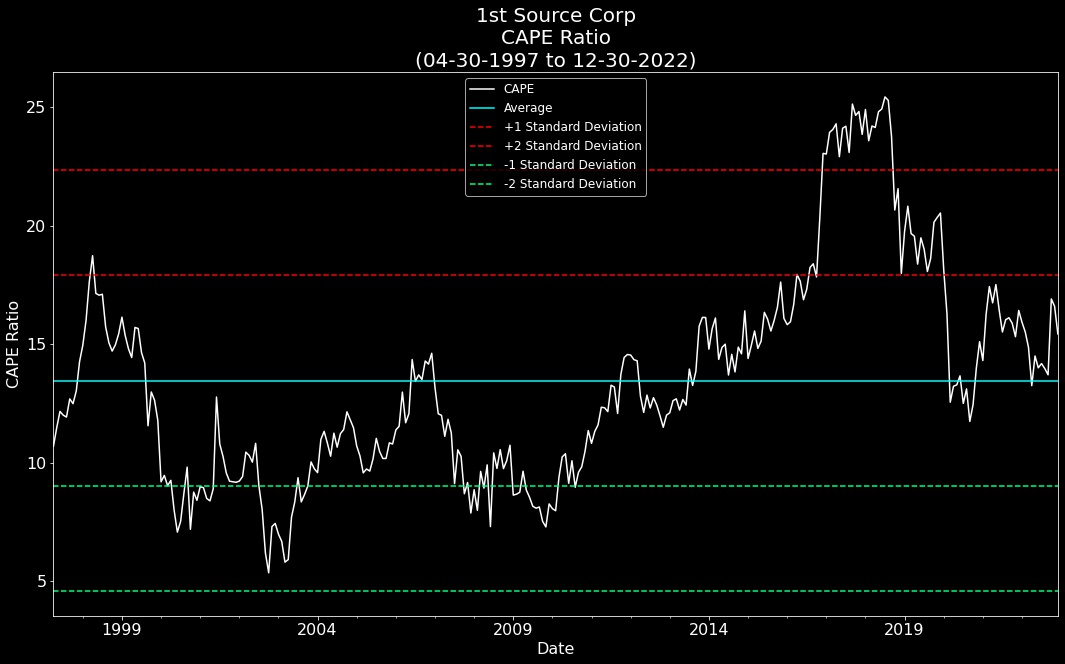 1st Source Corp
CAPE Ratio
(04-30-1997 to 12-30-2022)
CAPE
Average
+1 Standard Deviation
+2 Standard Deviation
-1 Standard Deviation
-2 Standard Deviation
CAPE Ratio
25
20
15
10
5
1999 2004 2009 2014 2019
Date